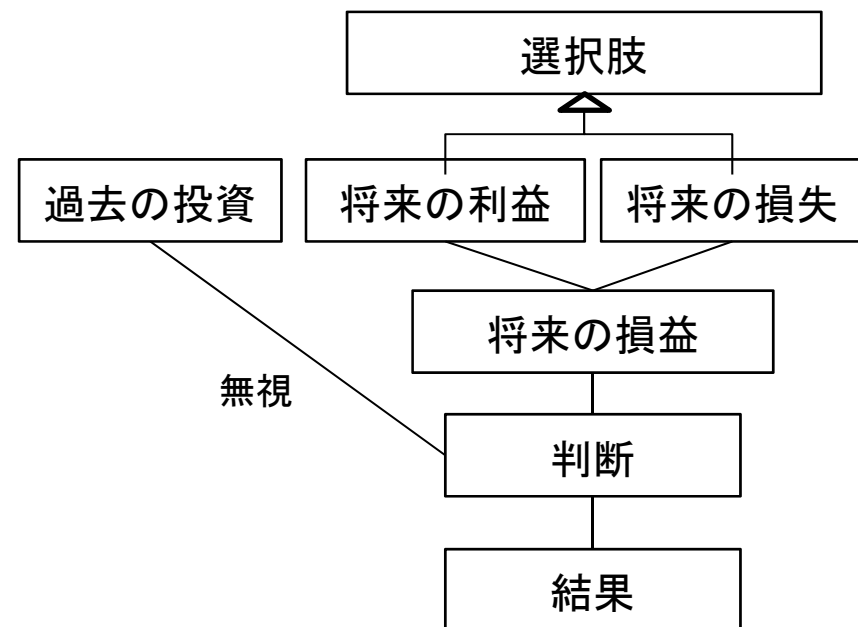 選択肢
過去の投資
将来の利益
将来の損失
将来の損益
無視
判断
結果